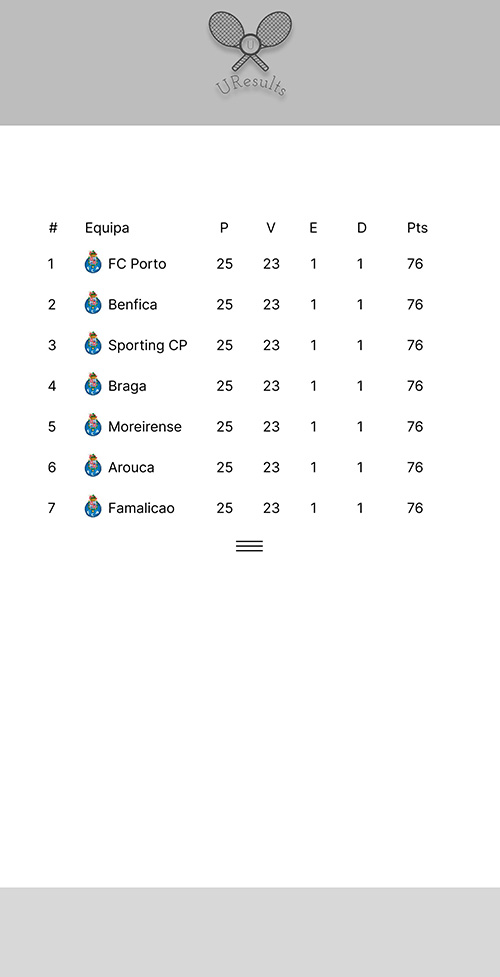 U
UResults
# Equipa P V E D Pts
1 FC Porto 25 23 1 1 76
2 Benfica 25 23 1 1 76
3 Sporting CP 25 23 1 1 76
4 Braga 25 23 1 1 76
5 Moreirense 25 23 1 1 76
6 Arouca 25 23 1 1 76
7 Famalicao 25 23 1 1 76